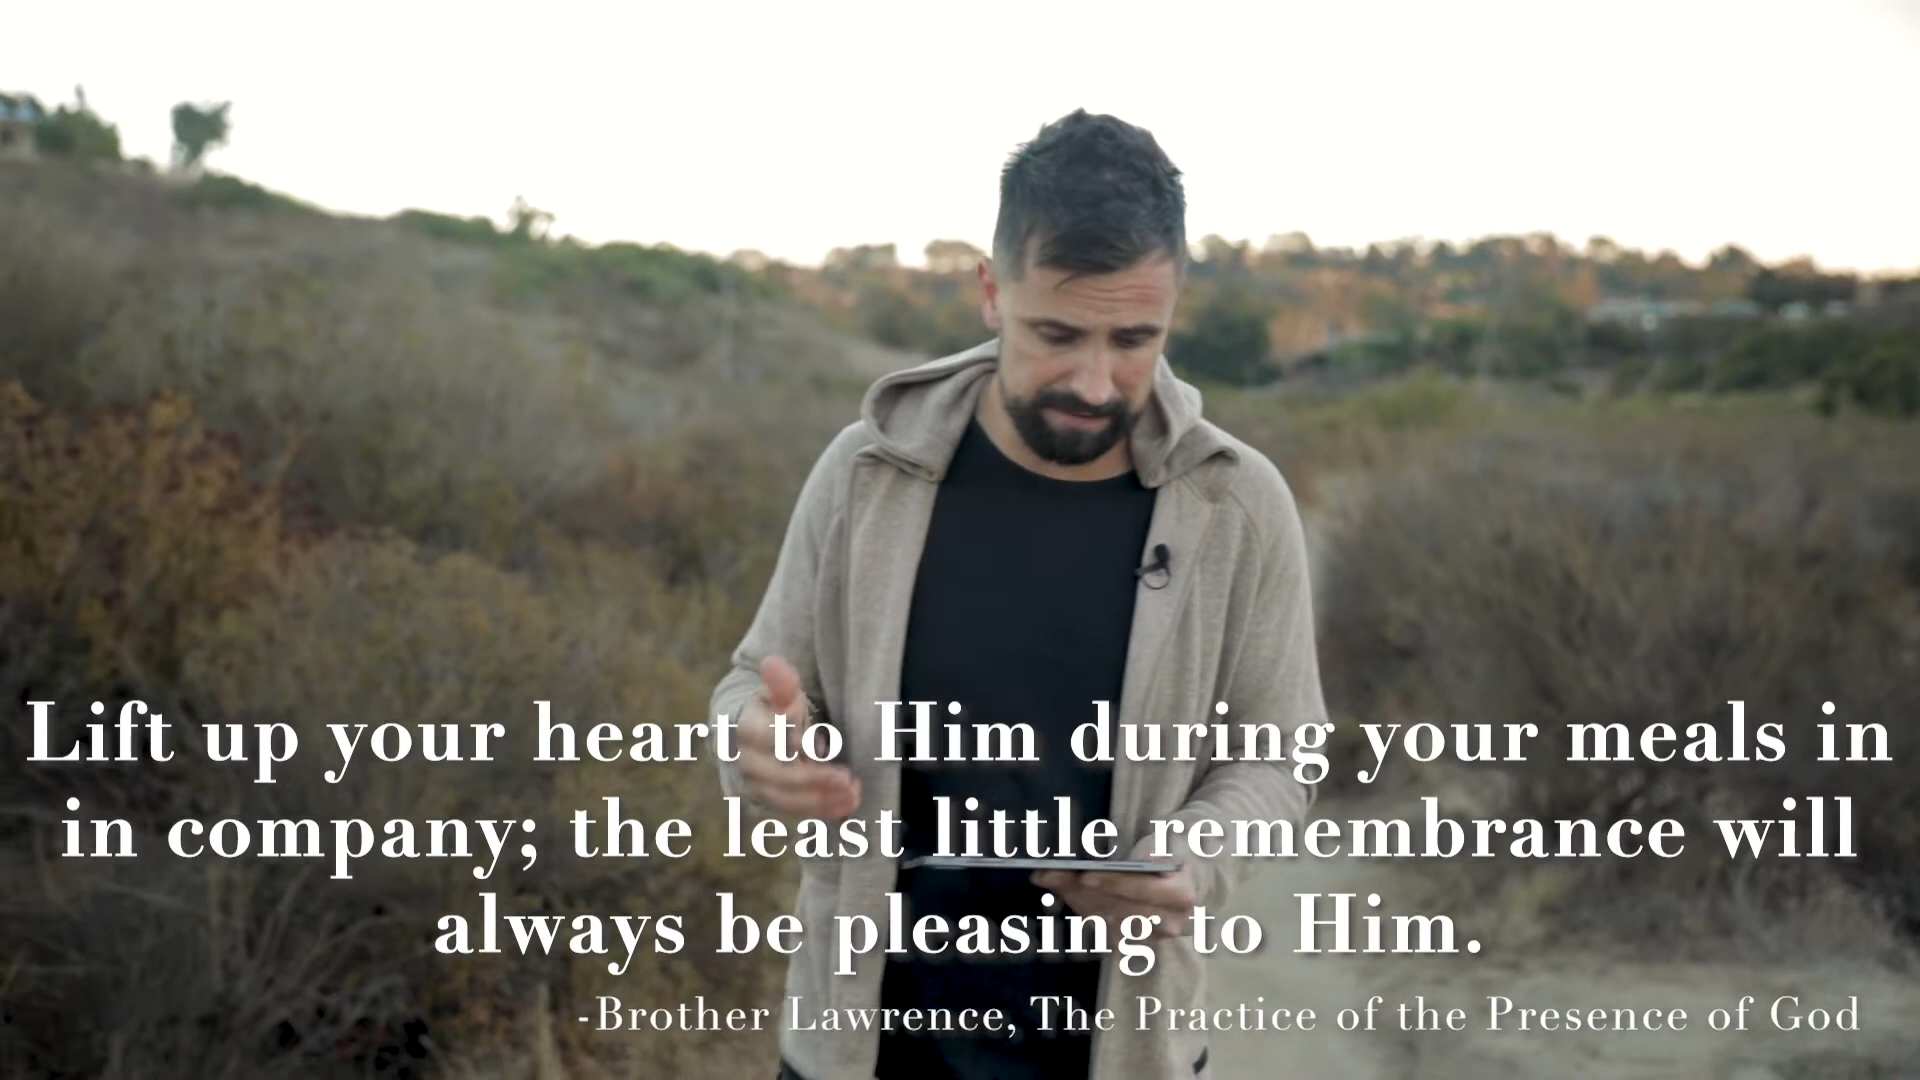 Lift up your heart to Him during your meals in
in company; the least little remembrance will
always be pleasing to Him.
-Brother Lawrence, The Practice of the Presence of God